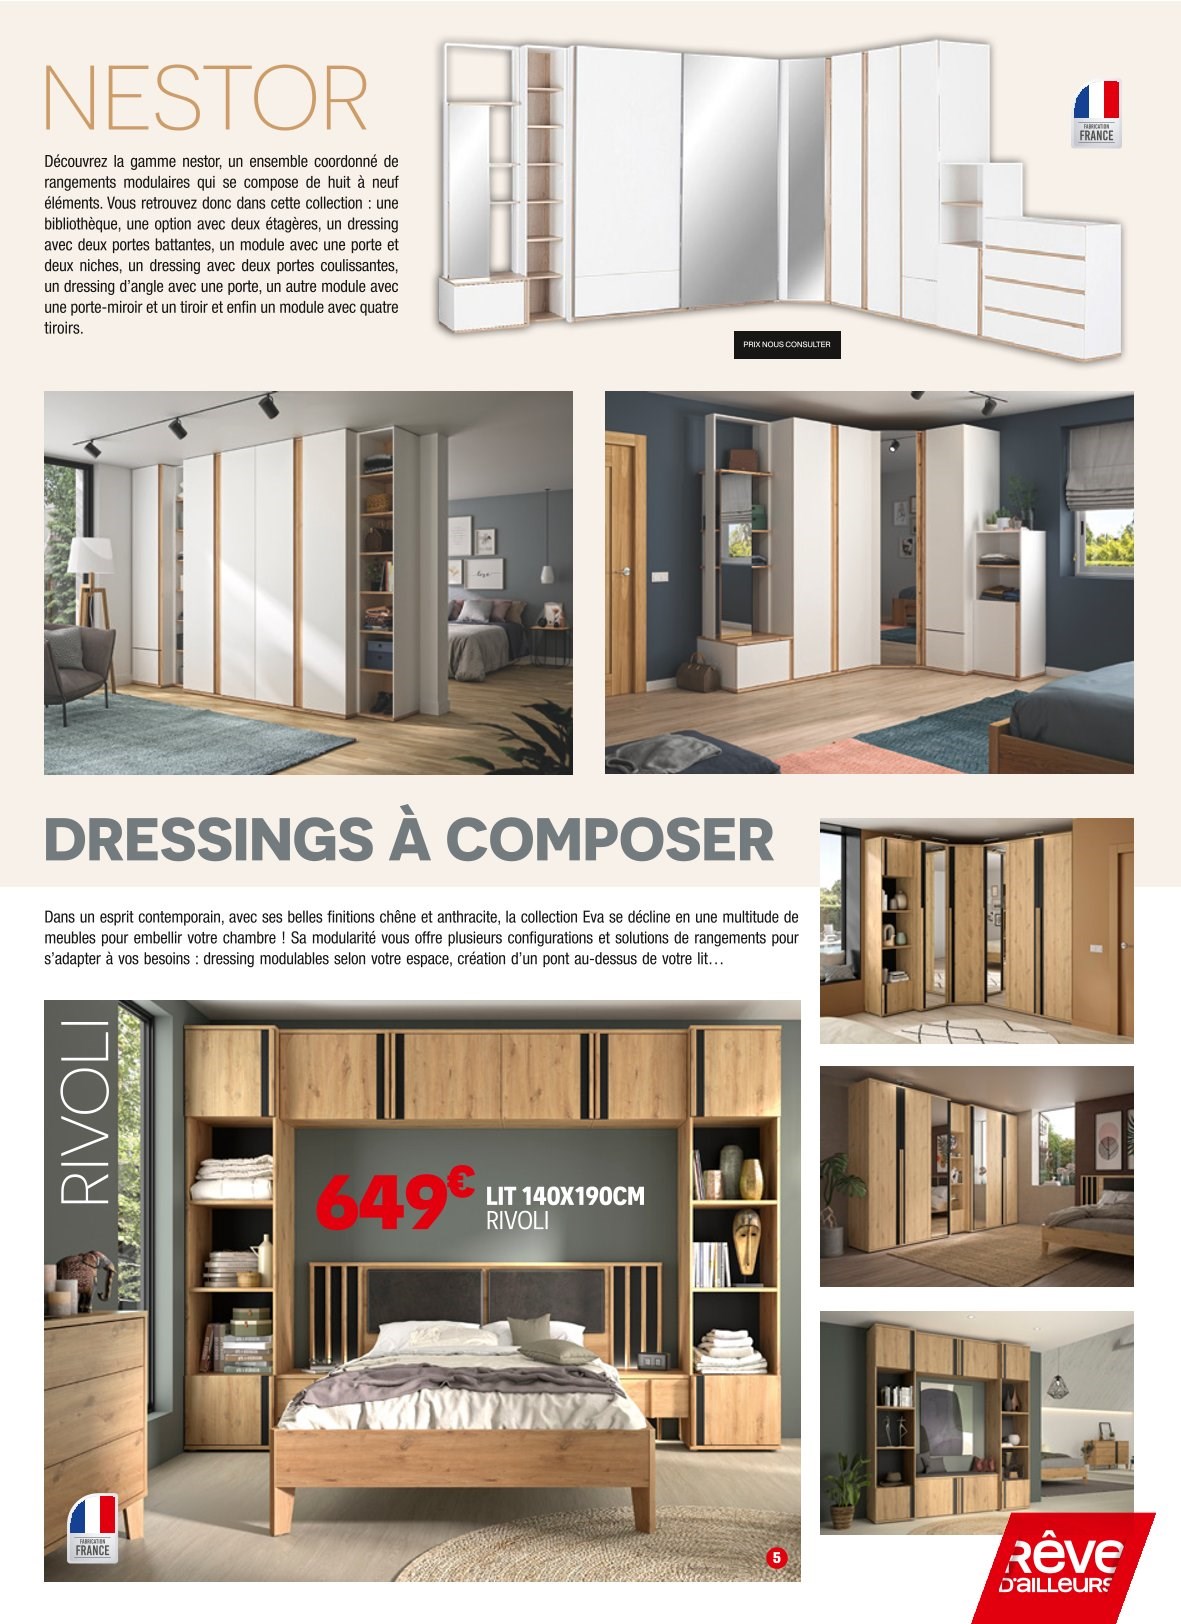 NESTOR
Découvrez la gamme nestor, un ensemble coordonné de
rangements modulaires qui se compose de huit à neuf
éléments. Vous retrouvez donc dans cette collection : une
bibliothèque, une option avec deux étagères, un dressing
avec deux portes battantes, un module avec une porte et
deux niches, un dressing avec deux portes coulissantes,
un dressing d'angle avec une porte, un autre module avec
une porte-miroir et un tiroir et enfin un module avec quatre
tiroirs.
FABRICATION
FRANCE
PRIX NOUS CONSULTER
love
DRESSINGS À COMPOSER
Dans un esprit contemporain, avec ses belles finitions chêne et anthracite, la collection Eva se décline en une multitude de
meubles pour embellir votre chambre ! Sa modularité vous offre plusieurs configurations et solutions de rangements pour
s'adapter à vos besoins : dressing modulables selon votre espace, création d'un pont au-dessus de votre lit…
RIVOLI
649€
LIT 140X190CM
RIVOLI
FABRICATION
FRANCE
5
RÊVE
D'AILLEURS